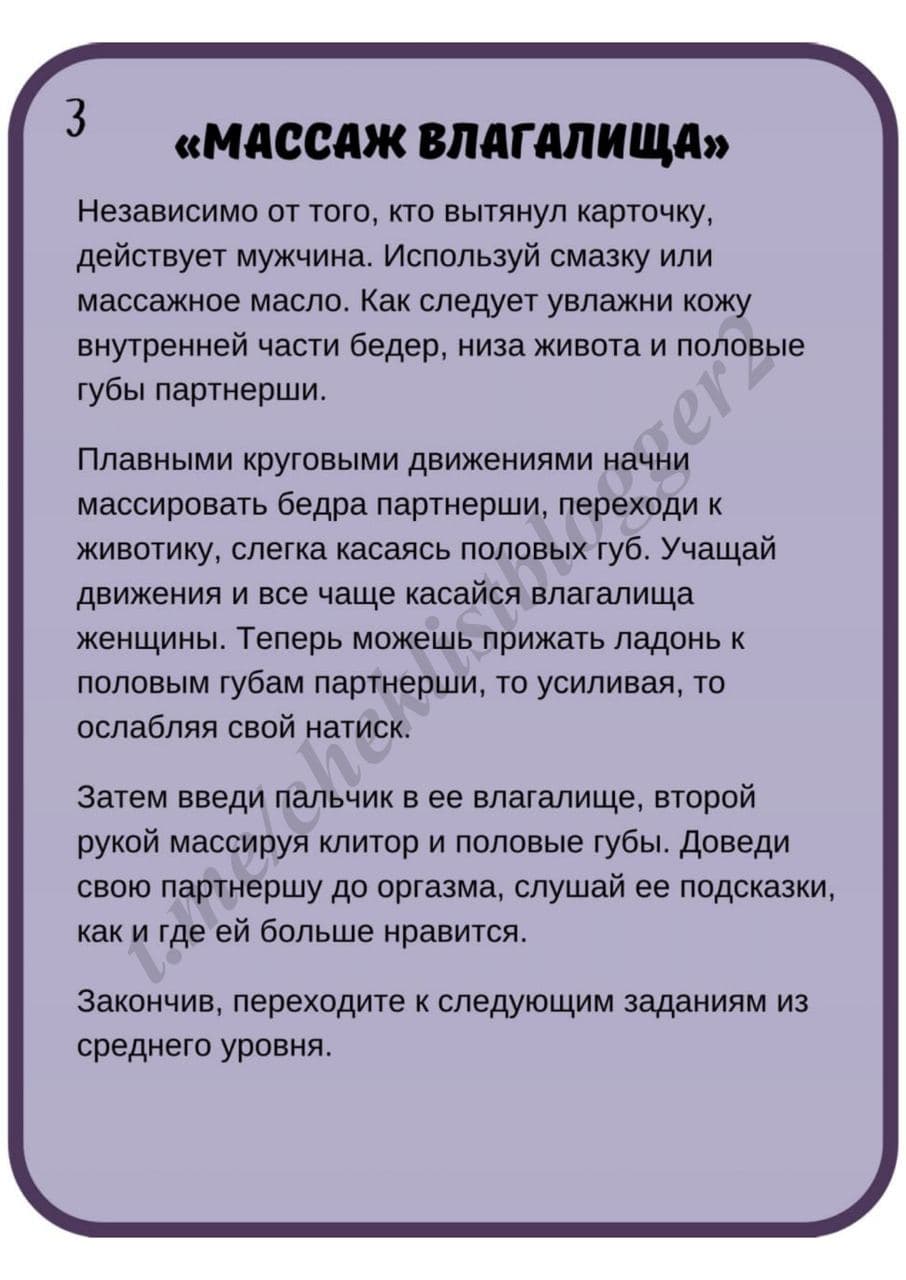 3
«МАССАЖ ВЛАГАЛИЩА»
Независимо от того, кто вытянул карточку,
действует мужчина. Используй смазку или
массажное масло. Как следует увлажни кожу
внутренней части бедер, низа живота и половые
губы партнерши.
Плавными круговыми движениями начни
массировать бедра партнерши, переходи к
животику, слегка касаясь половых губ. Учащай
движения и все чаще касайся влагалища
женщины. Теперь можешь прижать ладонь к
половым губам партнерши, то усиливая, то
ослабляя свой натиск.
Затем введи пальчик в ее влагалище, второй
рукой массируя клитор и половые губы. Доведи
свою партнершу до оргазма, слушай ее подсказки,
как и где ей больше нравится.
Закончив, переходите к следующим заданиям из
среднего уровня.
t.me/cheklistblogger2